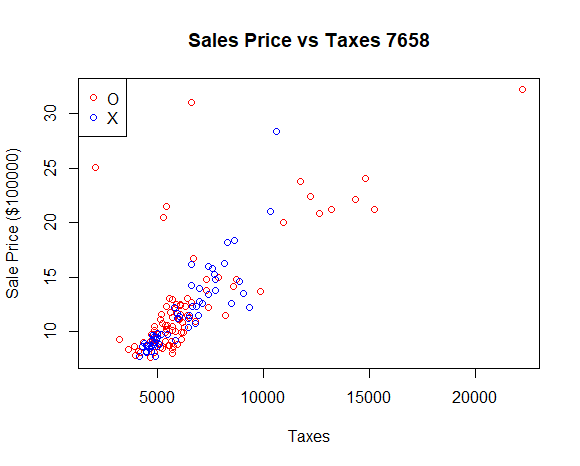 Sales Price vs Taxes 7658
O
X
Sale Price ($100000)
30
25
20
15
10
5000 10000 15000 20000
Taxes